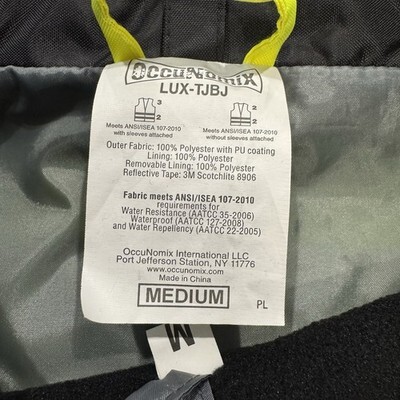 OCCUNOMIX
LUX-TJBJ
3
2
2
2
Meets ANSI/ISEA 107-2010
with sleeves attached
Meets ANSI/ISEA 107-2010
without sleeves attached
Outer Fabric: 100% Polyester with PU coating
Lining: 100% Polyester
Removable Lining: 100% Polyester
Reflective Tape: 3M Scotchlite 8906
Fabric meets ANSI/ISEA 107-2010
requirements for
Water Resistance (AATCC 35-2006)
Waterproof (AATCC 127-2008)
and Water Repellency (AATCC 22-2005)
OccuNomix International LLC
Port Jefferson Station, NY 11776
www.occunomix.com
Made in China
MEDIUM
PL
M